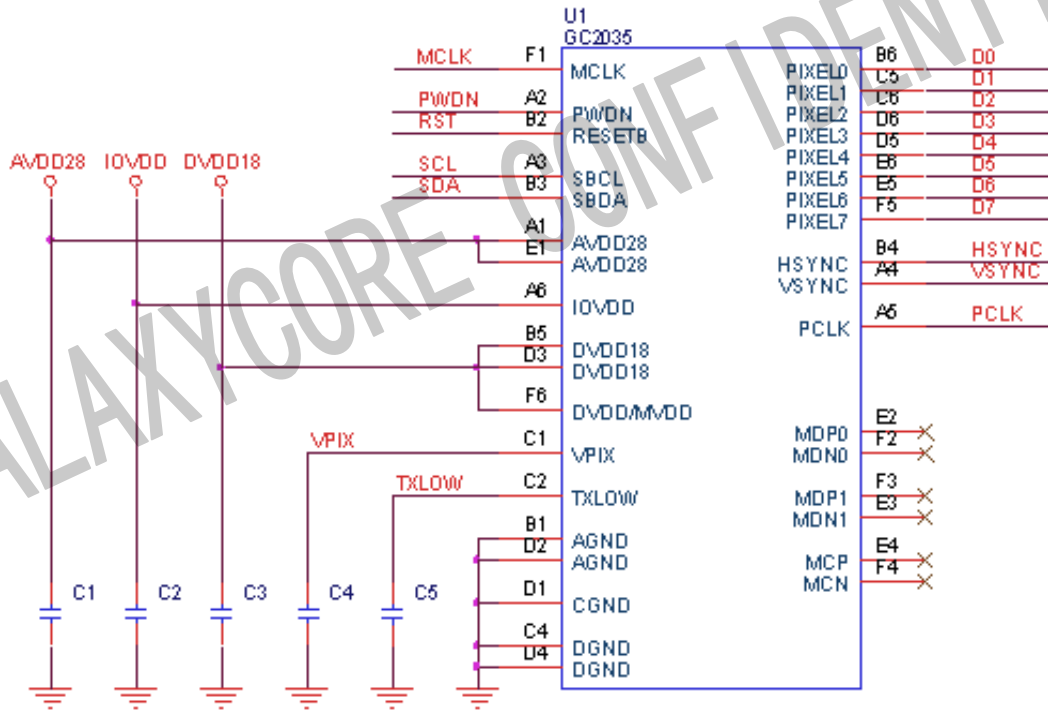 U1
GC2035
MCLK F1 MCLK
PWDN A2 PWDN
RST B2 RESETB
SCL A3 SBCL
SDA B3 SBDA
AVDD28 IOVDD DVDD18
A1 AVDD28
E1 AVDD28
A6 IOVDD
B5 DVDD18
D3 DVDD18
F6 DVDD/MVDD
VPIX C1 VPIX
TXLOW C2 TXLOW
B1 AGND
D2 AGND
D1 CGND
C4 DGND
D4 DGND
C1 C2 C3 C4 C5
PIXEL0 B6 D0
PIXEL1 C5 D1
PIXEL2 C6 D2
PIXEL3 D6 D3
PIXEL4 D5 D4
PIXEL5 E6 D5
PIXEL6 E5 D6
PIXEL7 F5 D7
HSYNC B4 HSYNC
VSYNC A4 VSYNC
PCLK A5 PCLK
MDP0 E2
MDN0 F2
MDP1 F3
MDN1 E3
MCP E4
MCN F4
ALAXYCORE CONFIDENT